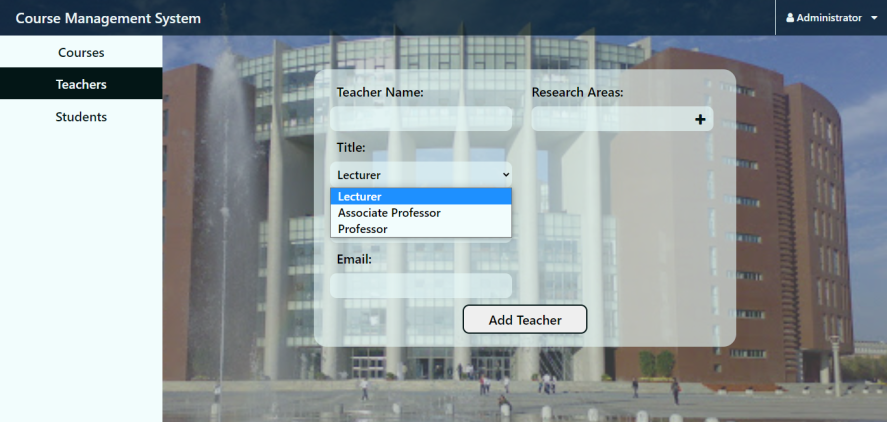 Course Management System
Administrator
Courses
Teachers
Students
Teacher Name:
Research Areas:
Title:
Lecturer
Lecturer
Associate Professor
Professor
Email:
Add Teacher